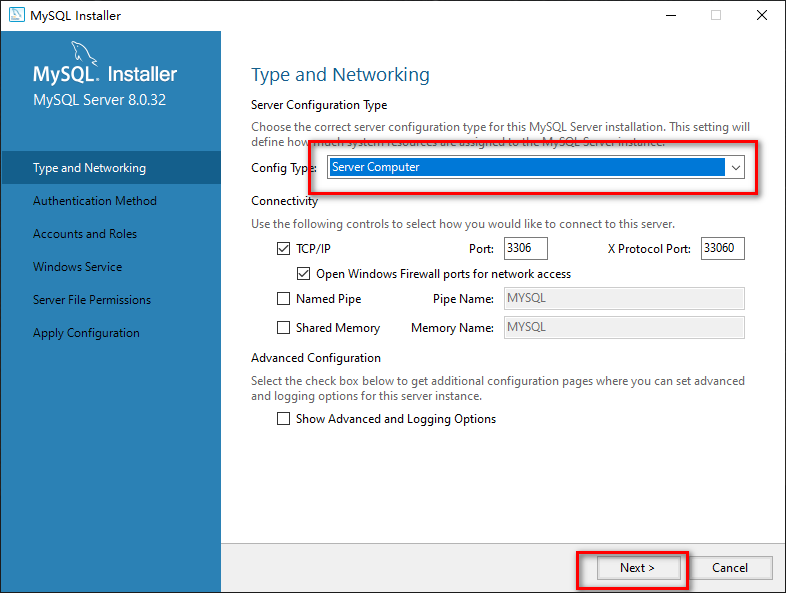 MySQL Installer
MySQL. Installer
MySQL Server 8.0.32
Type and Networking
Authentication Method
Accounts and Roles
Windows Service
Server File Permissions
Apply Configuration
Type and Networking
Server Configuration Type
Choose the correct server configuration type for this MySQL Server installation. This setting will
define how much system resources are assigned to the MySQL Server instance.
Config Type: Server Computer
Connectivity
Use the following controls to select how you would like to connect to this server.
TCP/IP Port: 3306 X Protocol Port: 33060
Open Windows Firewall ports for network access
Named Pipe Pipe Name: MYSQL
Shared Memory Memory Name: MYSQL
Advanced Configuration
Select the check box below to get additional configuration pages where you can set advanced
and logging options for this server instance.
Show Advanced and Logging Options
Next > Cancel